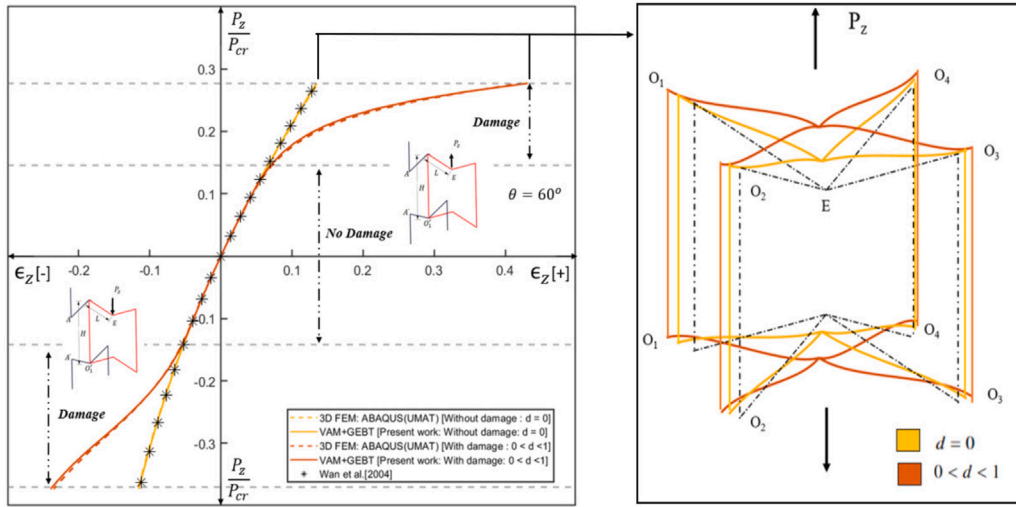 P_z
P_cr
P_z
0.3
O_1
O_4
Damage
0.2
P_z
A
L
E
H
θ = 60°
O_3
0.1
A
O'_1
O_2
No Damage
E
ϵ_Z[-]
-0.2
-0.1
0.1
0.2
0.3
0.4
ϵ_Z[+]
P_z
A
L
E
H
-0.1
O_1
O_4
A
O'_1
-0.2
O_3
Damage
O_2
3D FEM: ABAQUS(UMAT) [Without damage : d = 0]
VAM+GEBT [Present work: Without damage: d = 0]
-0.3
3D FEM: ABAQUS(UMAT) [With damage : 0 < d <1]
VAM+GEBT [Present work: With damage: 0 < d <1]
Wan et al.[2004]
P_z
P_cr
d = 0
0 < d < 1